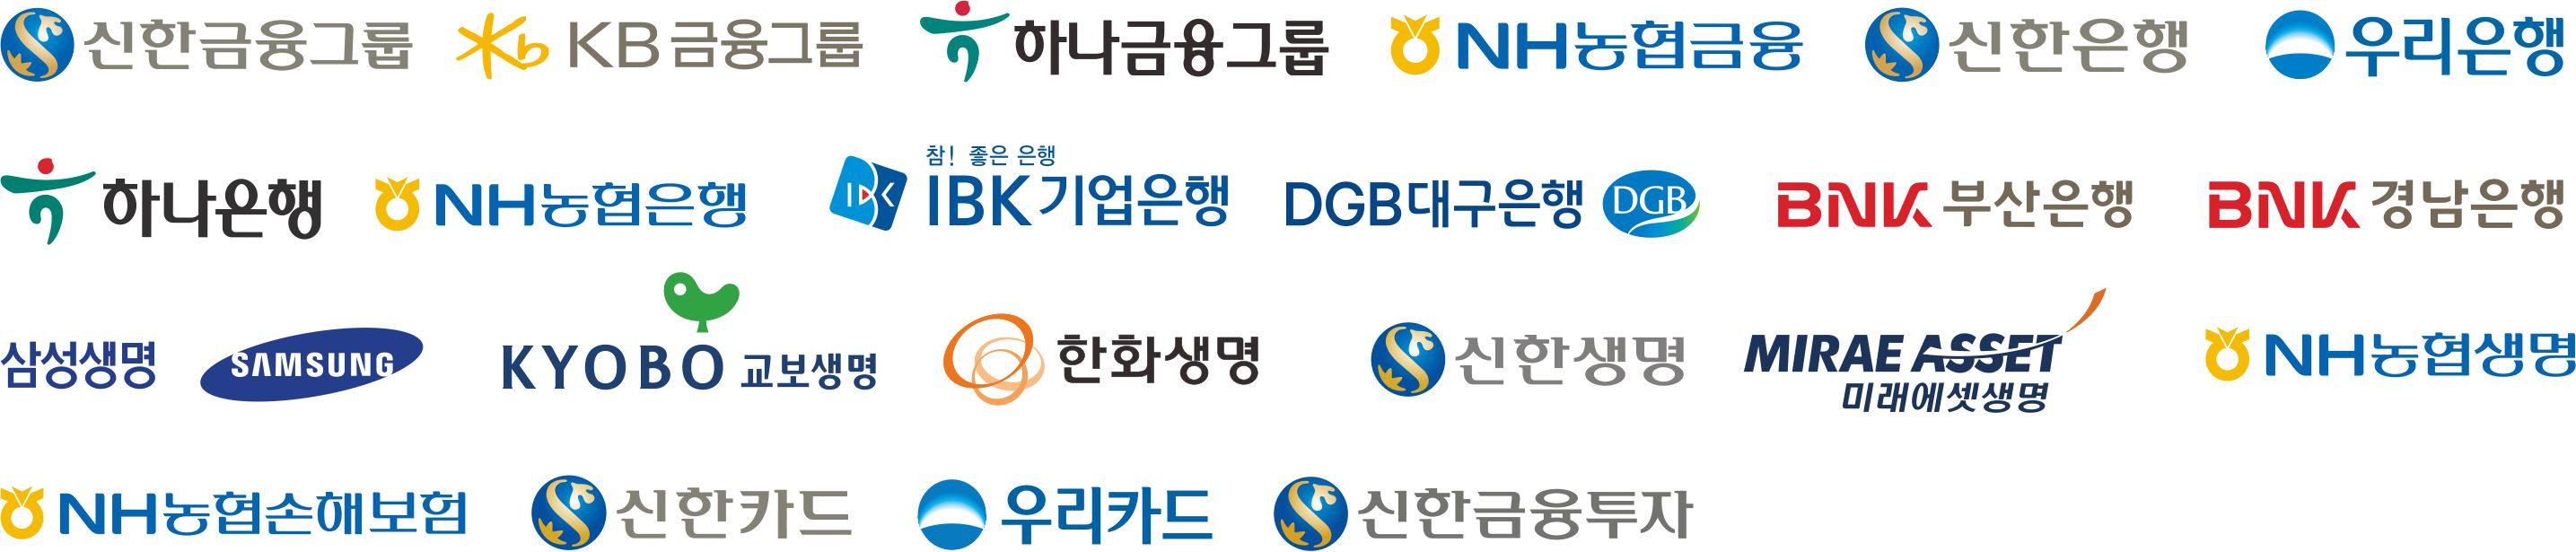 신한금융그룹 Kb KB금융그룹 하나금융그룹 NH농협금융 신한은행 우리은행
참! 좋은 은행
하나은행 NH농협은행 IBK IBK기업은행 DGB대구은행 DGB BNK 부산은행 BNK 경남은행
삼성생명 SAMSUNG KYOBO 교보생명 한화생명 신한생명 MIRAE ASSET NH농협생명
미래에셋생명
NH농협손해보험 신한카드 우리카드 신한금융투자